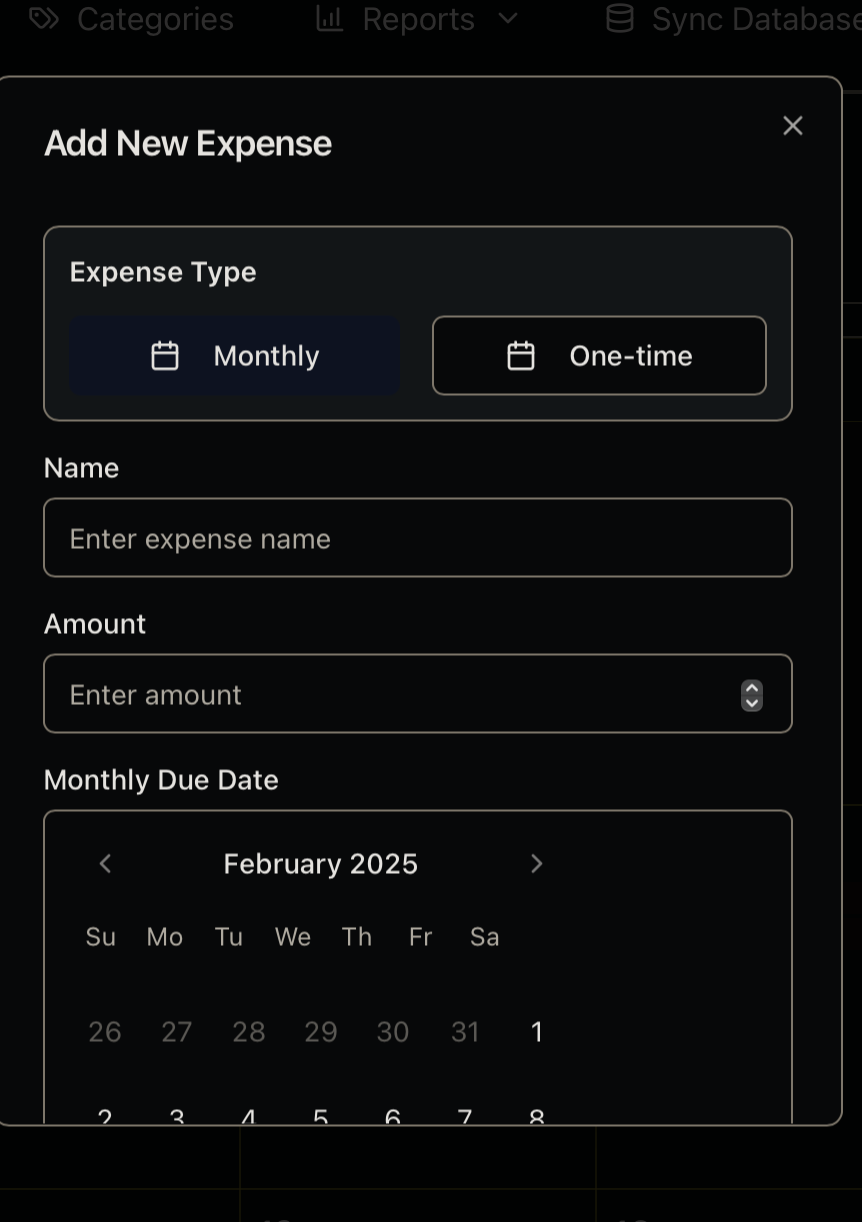 Categories Reports Sync Database
Add New Expense
Expense Type
Monthly One-time
Name
Enter expense name
Amount
Enter amount
Monthly Due Date
February 2025
Su Mo Tu We Th Fr Sa
26 27 28 29 30 31 1
2 3 4 5 6 7 8